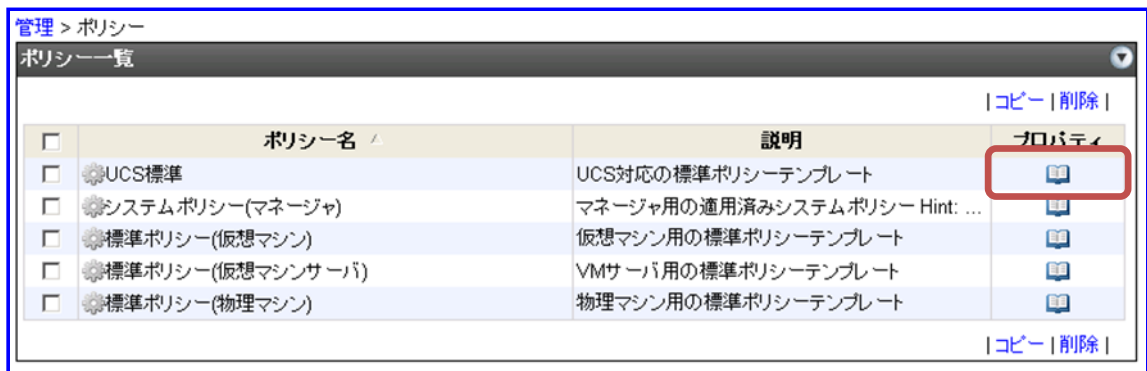 管理 > ポリシー
ポリシー一覧
| コピー | 削除 |
ポリシー名 説明 プロパティ
UCS標準 UCS対応の標準ポリシーテンプレート
システムポリシー(マネージャ) マネージャ用の適用済みシステムポリシー Hint: ...
標準ポリシー(仮想マシン) 仮想マシン用の標準ポリシーテンプレート
標準ポリシー(仮想マシンサーバ) VMサーバ用の標準ポリシーテンプレート
標準ポリシー(物理マシン) 物理マシン用の標準ポリシーテンプレート
| コピー | 削除 |